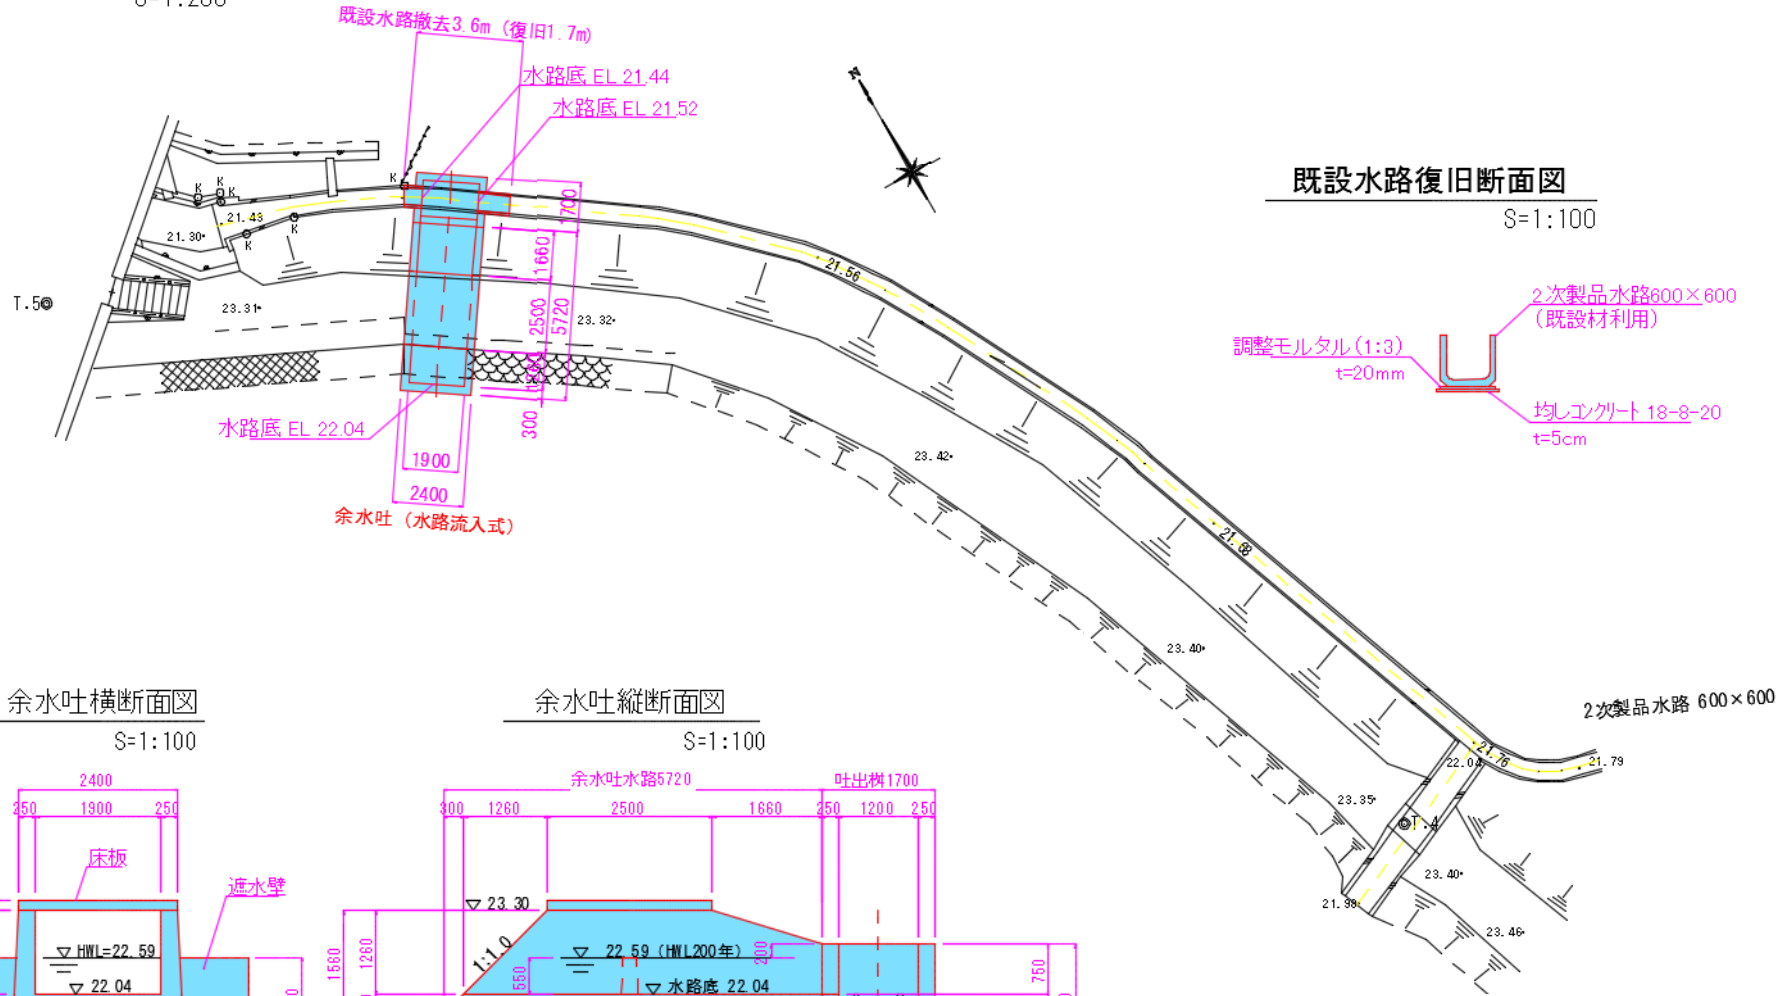 既設水路撤去3.6m (復旧1.7m)
水路底 EL 21.44
水路底 EL 21.52
N
既設水路復旧断面図
S=1:100
K
K
K
K
K
K
21.43
21.30
T.5
23.31
23.32
1700
1660
2500
5720
300
21.56
2次製品水路600×600
(既設材利用)
調整モルタル(1:3)
t=20mm
均しコンクリート 18-8-20
t=5cm
水路底 EL 22.04
1900
2400
余水吐 (水路流入式)
23.42
21.68
23.40
2次製品水路 600×600
22.04
21.76
21.79
23.35
T.4
23.40
21.98
23.46
余水吐横断面図
S=1:100
2400
250
1900
250
床板
遮水壁
HWL=22.59
22.04
余水吐縦断面図
S=1:100
余水吐水路5720
吐出桝1700
300
1260
2500
1660
250
1200
250
23.30
1:1.0
22.59 (HWL200年)
200
1560
1260
550
水路底 22.04
750